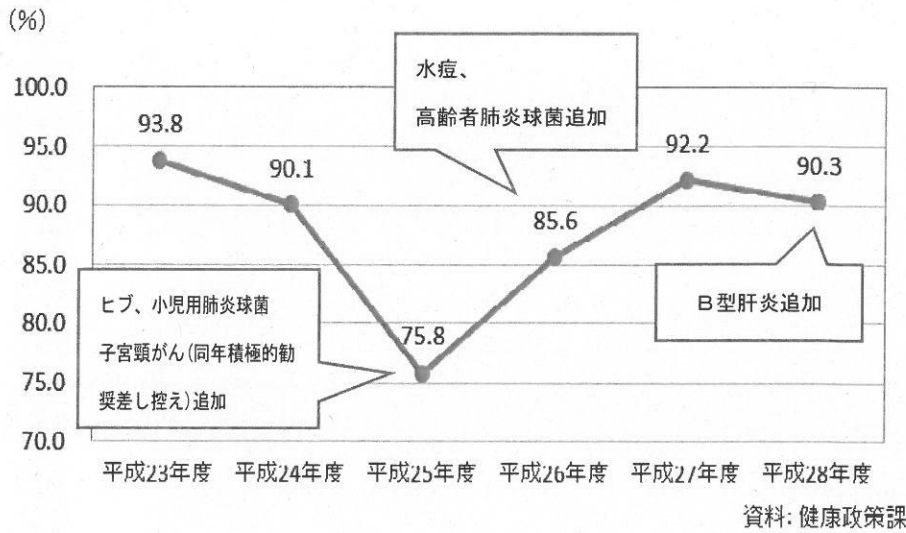 (%)
100.0
95.0
90.0
85.0
80.0
75.0
70.0
93.8
90.1
75.8
85.6
92.2
90.3
水痘、
高齢者肺炎球菌追加
ヒブ、小児用肺炎球菌
子宮頸がん(同年積極的勧
奨差し控え)追加
B型肝炎追加
平成23年度 平成24年度 平成25年度 平成26年度 平成27年度 平成28年度
資料:健康政策課